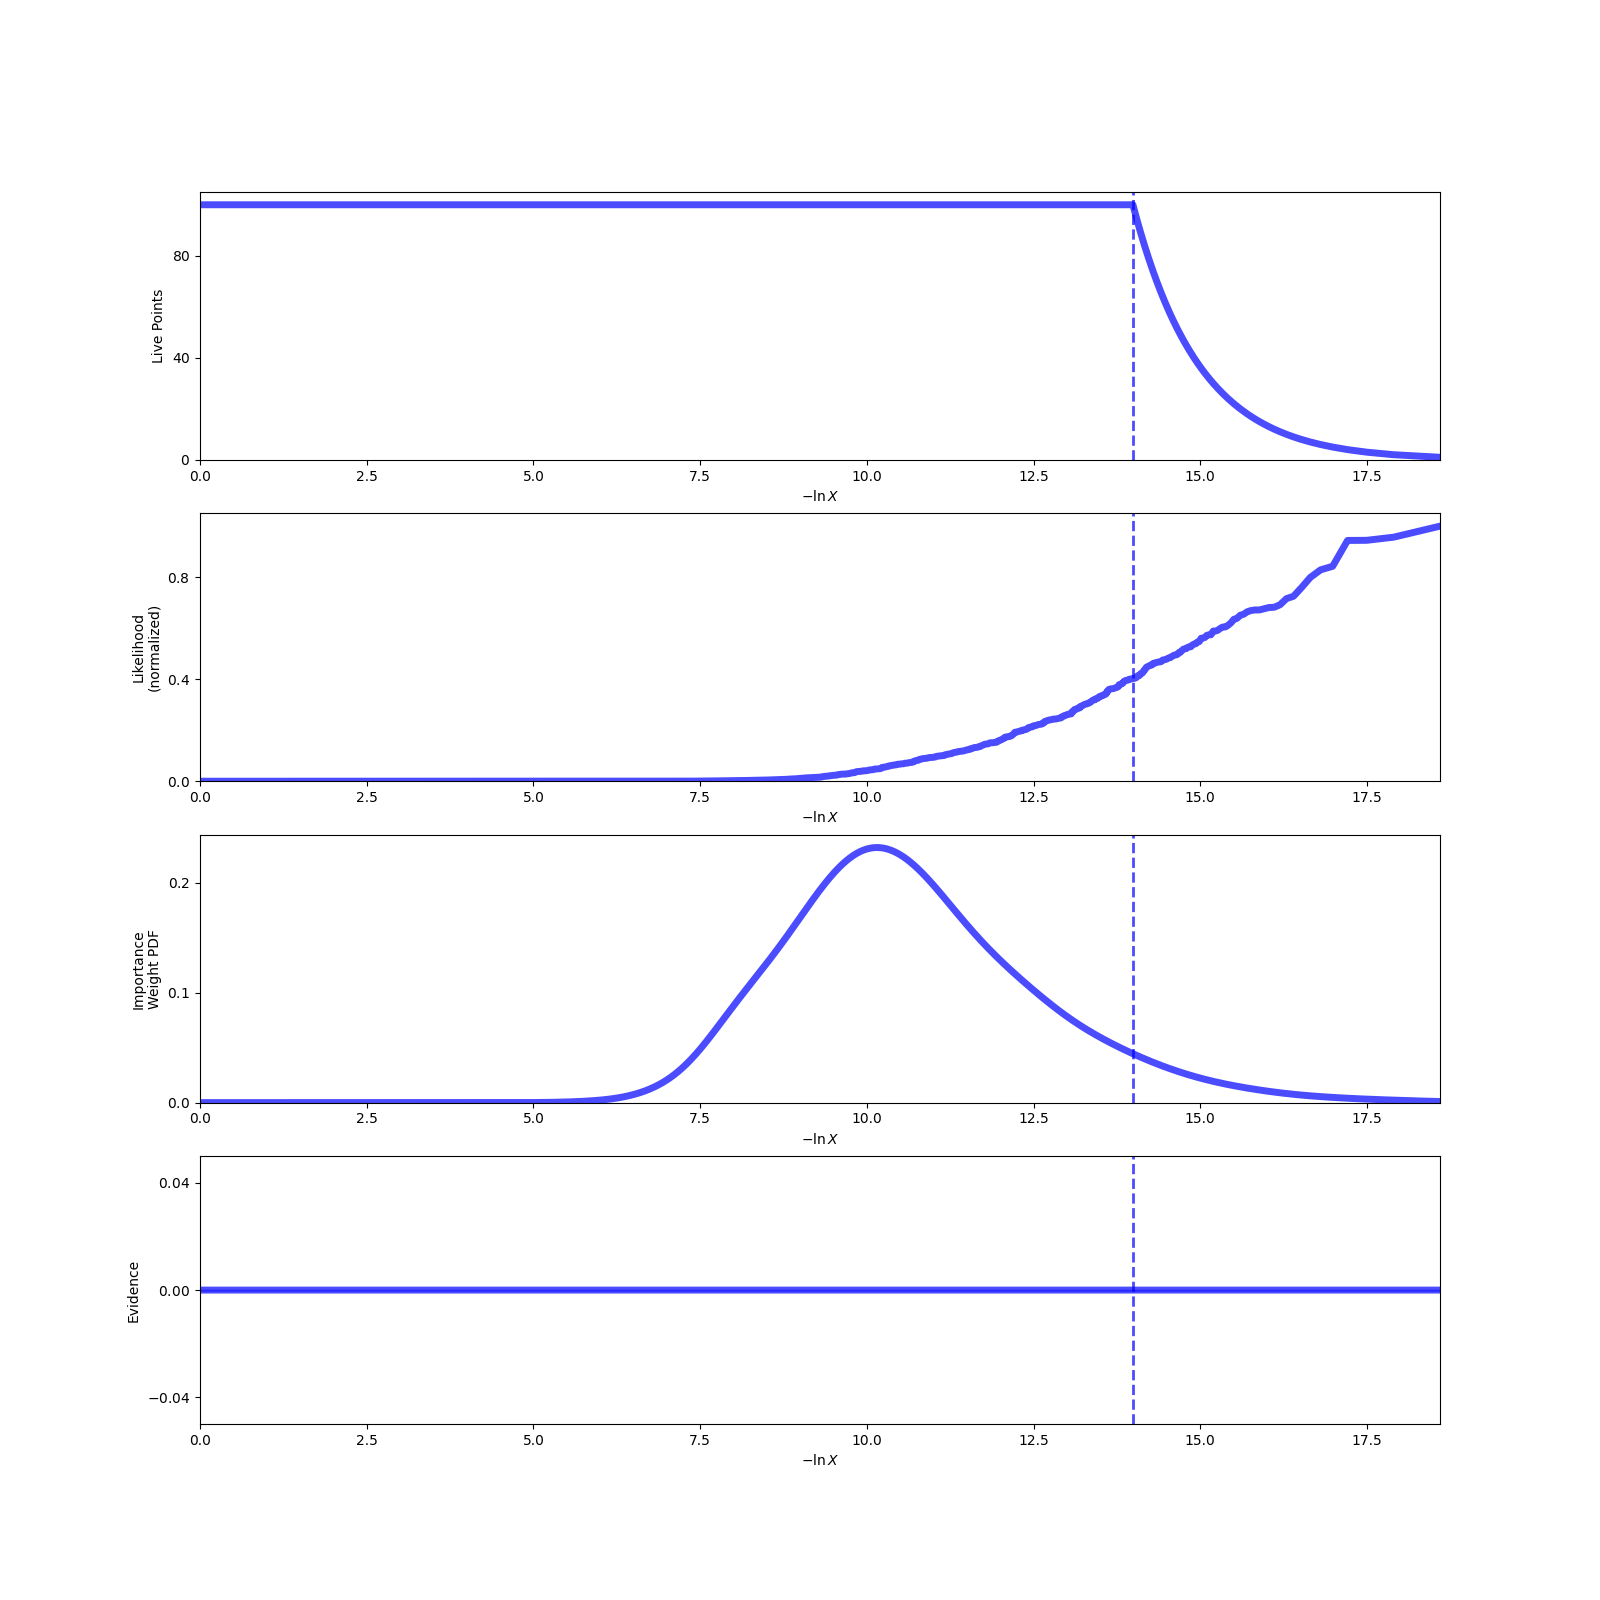 80
40
0
Live Points
0.0 2.5 5.0 7.5 10.0 12.5 15.0 17.5
−ln X
0.8
0.4
0.0
Likelihood
(normalized)
0.0 2.5 5.0 7.5 10.0 12.5 15.0 17.5
−ln X
0.2
0.1
0.0
Importance
Weight PDF
0.0 2.5 5.0 7.5 10.0 12.5 15.0 17.5
−ln X
0.04
0.00
−0.04
Evidence
0.0 2.5 5.0 7.5 10.0 12.5 15.0 17.5
−ln X